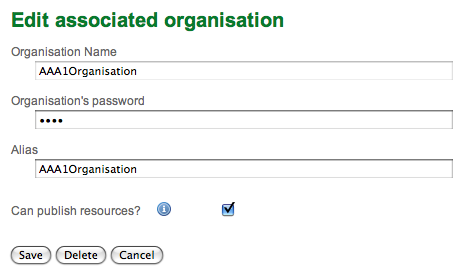 Edit associated organisation
Organisation Name
AAA1Organisation
Organisation's password
••••
Alias
AAA1Organisation
Can publish resources? i
Save Delete Cancel